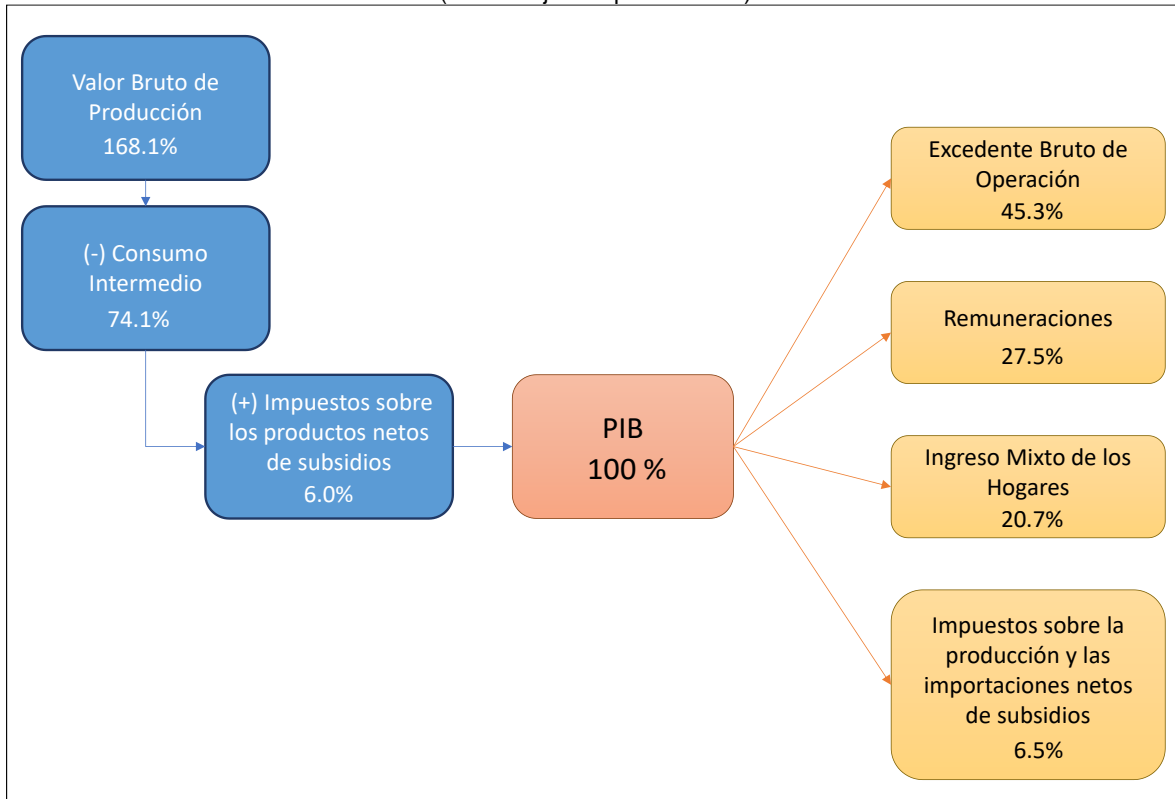 Valor Bruto de
Producción
168.1%
(-) Consumo
Intermedio
74.1%
(+) Impuestos sobre
los productos netos
de subsidios
6.0%
PIB
100 %
Excedente Bruto de
Operación
45.3%
Remuneraciones
27.5%
Ingreso Mixto de los
Hogares
20.7%
Impuestos sobre la
producción y las
importaciones netos
de subsidios
6.5%